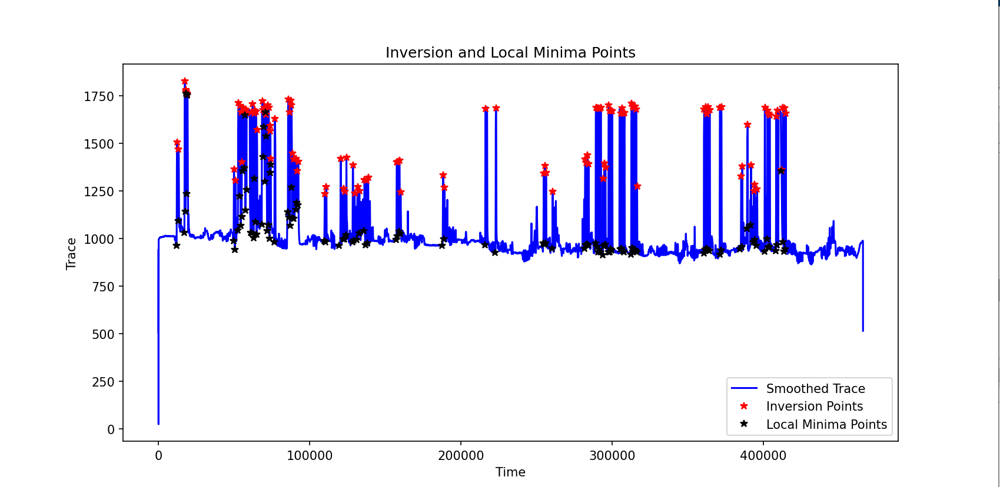 Inversion and Local Minima Points
Trace
1750
1500
1250
1000
750
500
250
0
0 100000 200000 300000 400000
Time
Smoothed Trace
Inversion Points
Local Minima Points